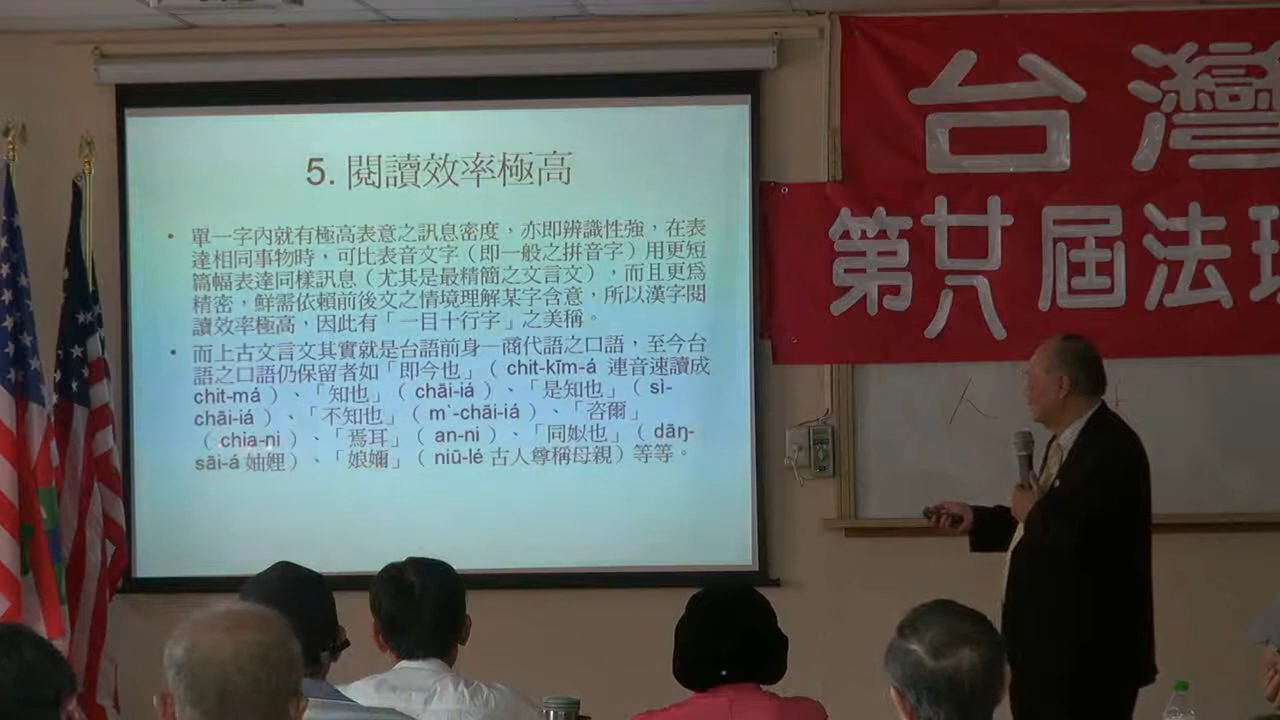 5. 閱讀效率極高
• 單一字內就有極高表意之訊息密度，亦即辨識性強，在表
達相同事物時，可比表音文字（即一般之拼音字）用更短
篇幅表達同樣訊息（尤其是最精簡之文言文），而且更為
精密，鮮需依賴前後文之情境理解某字含意，所以漢字閱
讀效率極高，因此有「一目十行字」之美稱。
• 而上古文言文其實就是台語前身—商代語之口語，至今台
語之口語仍保留者如「即今也」（ chit-kīm-á 連音速讀成
chit-má ）、「知也」（ chāi-iá ）、「是知也」（ sì-
chāi-iá ）、「不知也」（ m`-chāi-iá ）、「咨爾」
（ chia-ni ）、「焉耳」（ an-ni ）、「同姒也」（ dāŋ-
sāi-á 妯娌）、「娘嬭」（ niū-lé 古人尊稱母親）等等。
台灣
第廿八屆法
人